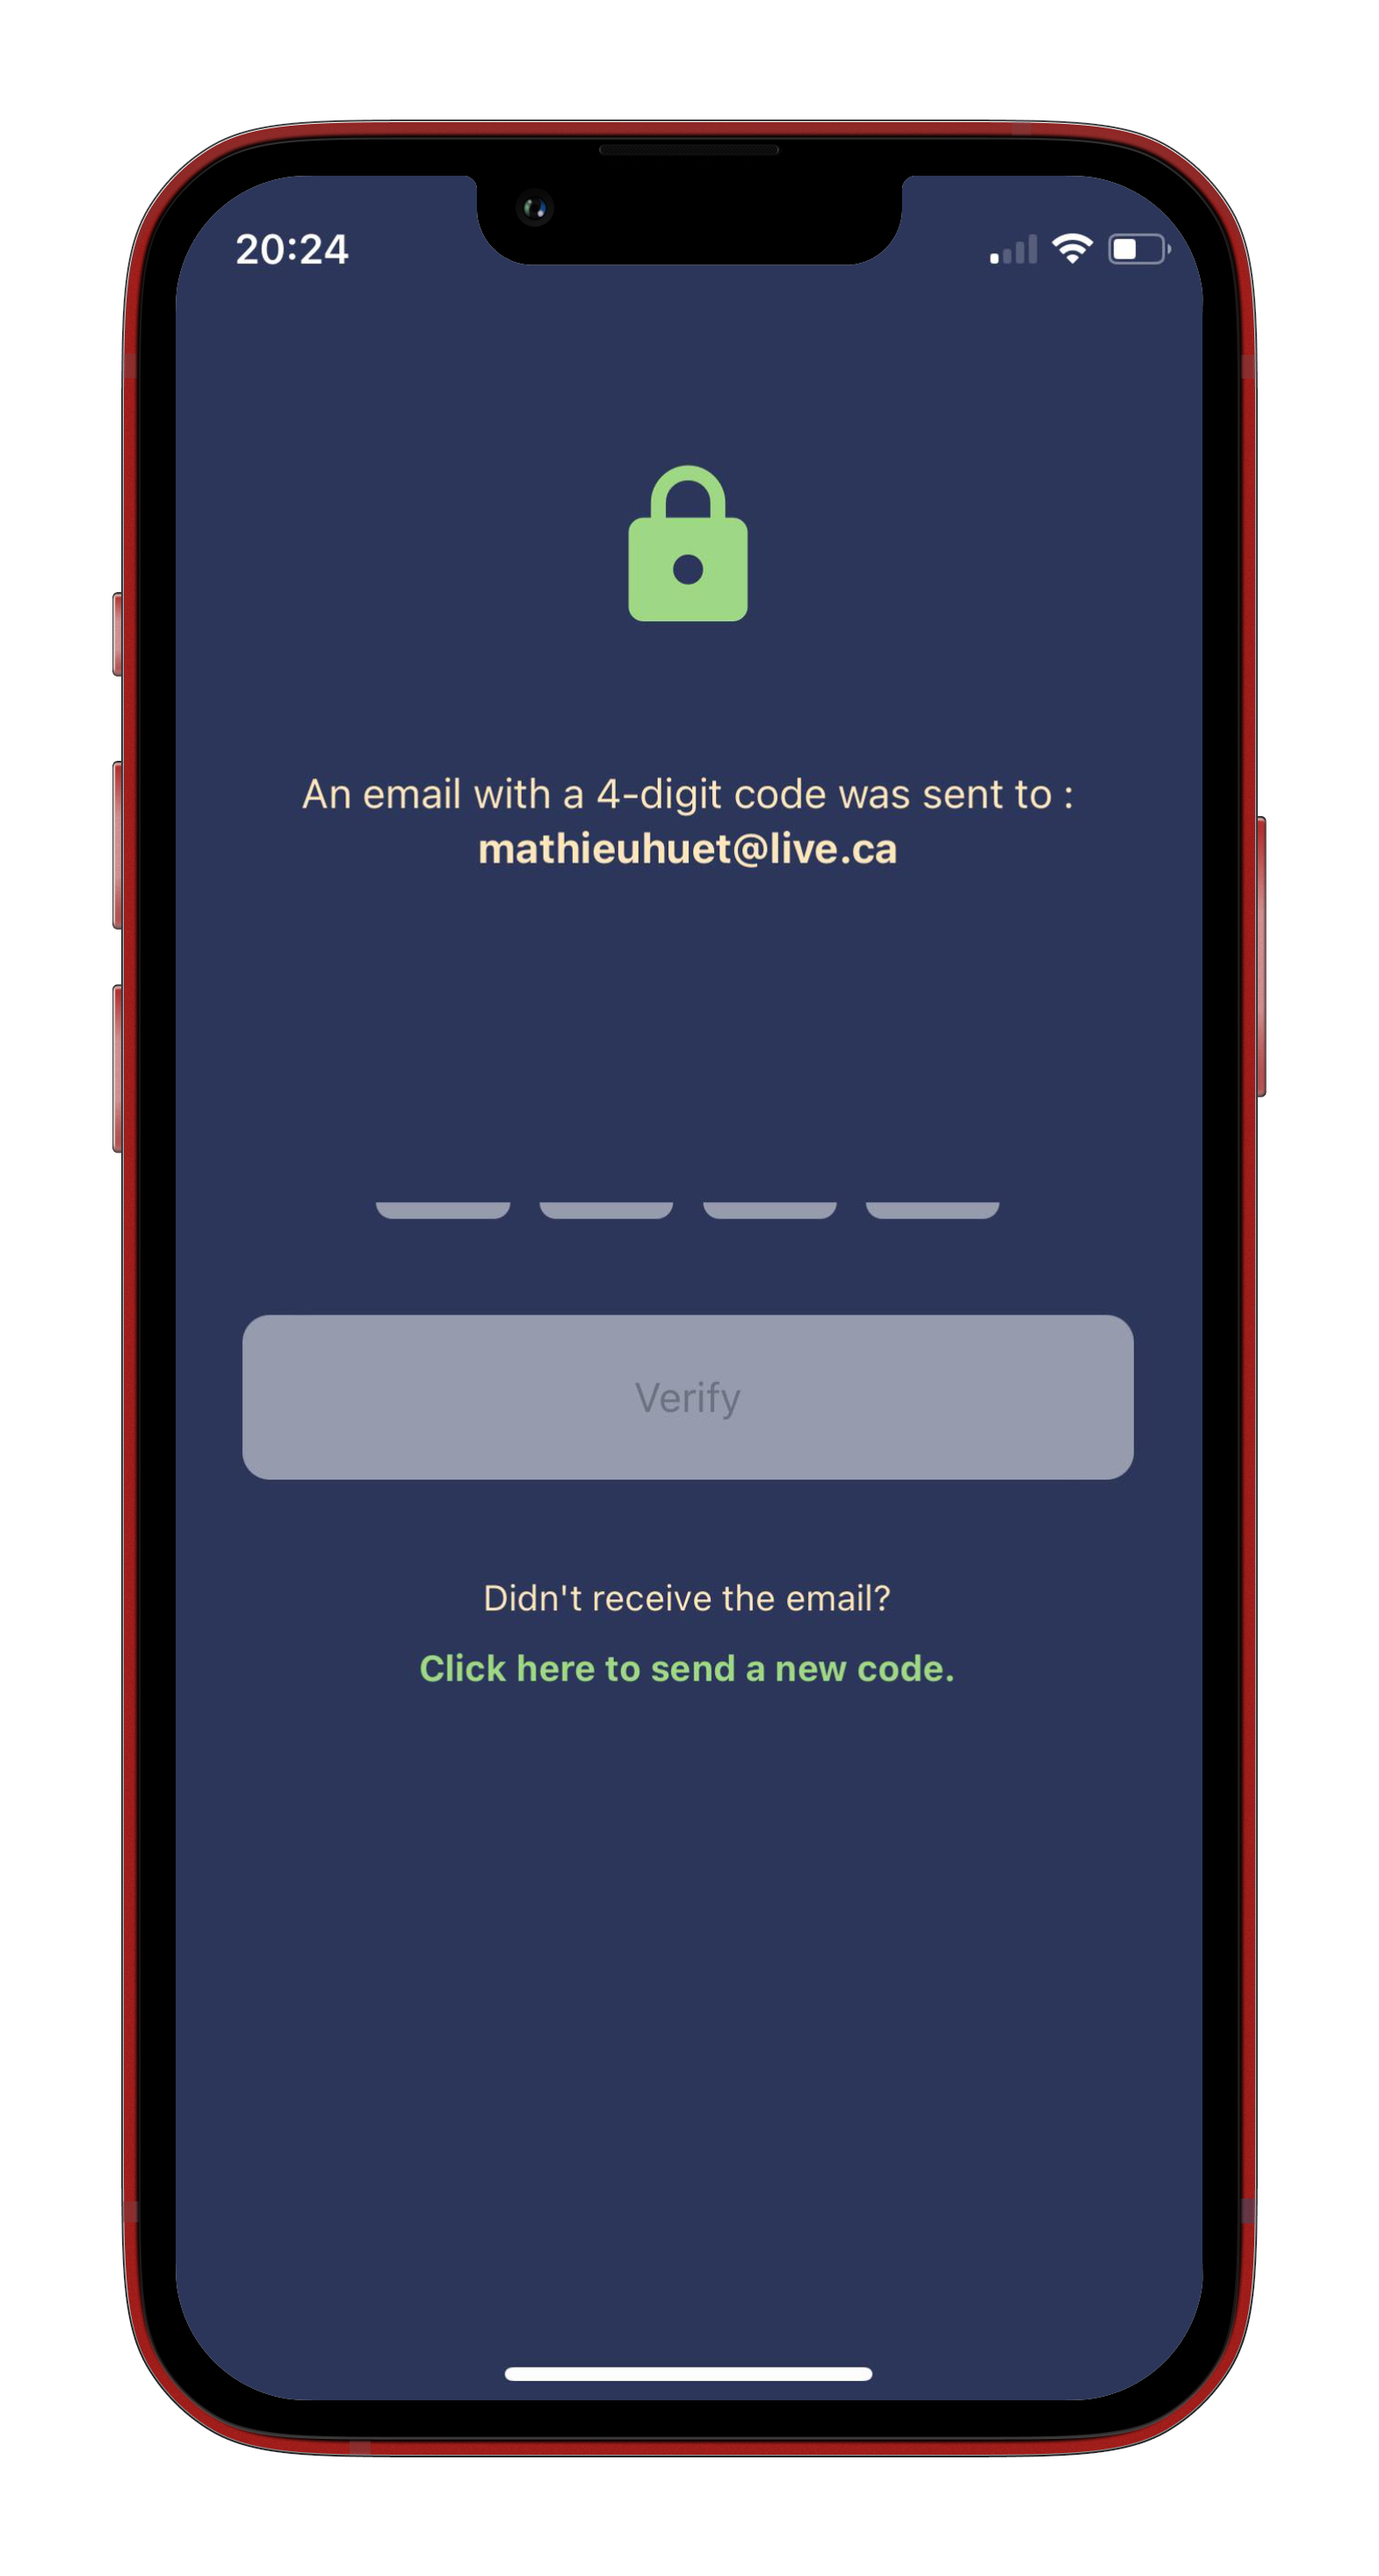 20:24
An email with a 4-digit code was sent to :
mathieuhuet@live.ca
Verify
Didn't receive the email?
Click here to send a new code.